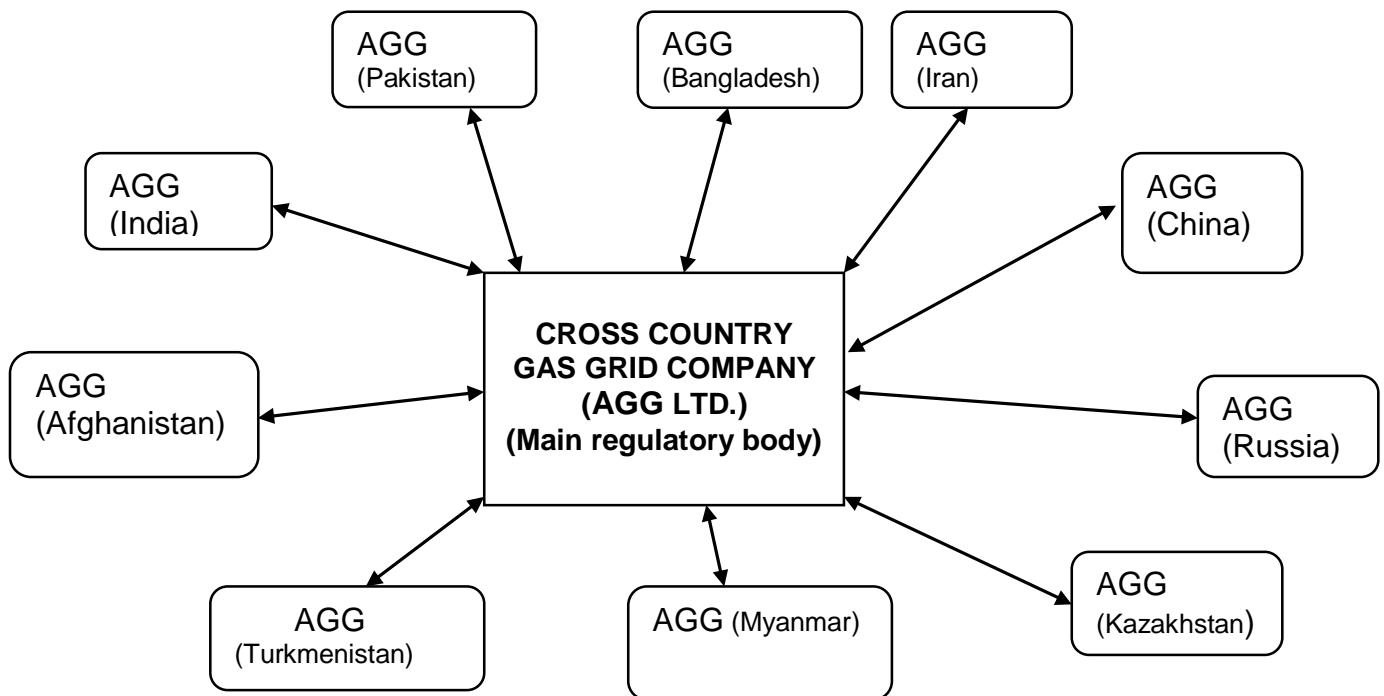 AGG
(Pakistan)
AGG
(Bangladesh)
AGG
(Iran)
AGG
(India)
AGG
(China)
CROSS COUNTRY
GAS GRID COMPANY
(AGG LTD.)
(Main regulatory body)
AGG
(Afghanistan)
AGG
(Russia)
AGG
(Turkmenistan)
AGG (Myanmar)
AGG
(Kazakhstan)